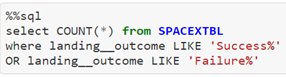 %%sql
select COUNT(*) from SPACEXTBL
where landing__outcome LIKE 'Success%'
OR landing__outcome LIKE 'Failure%'